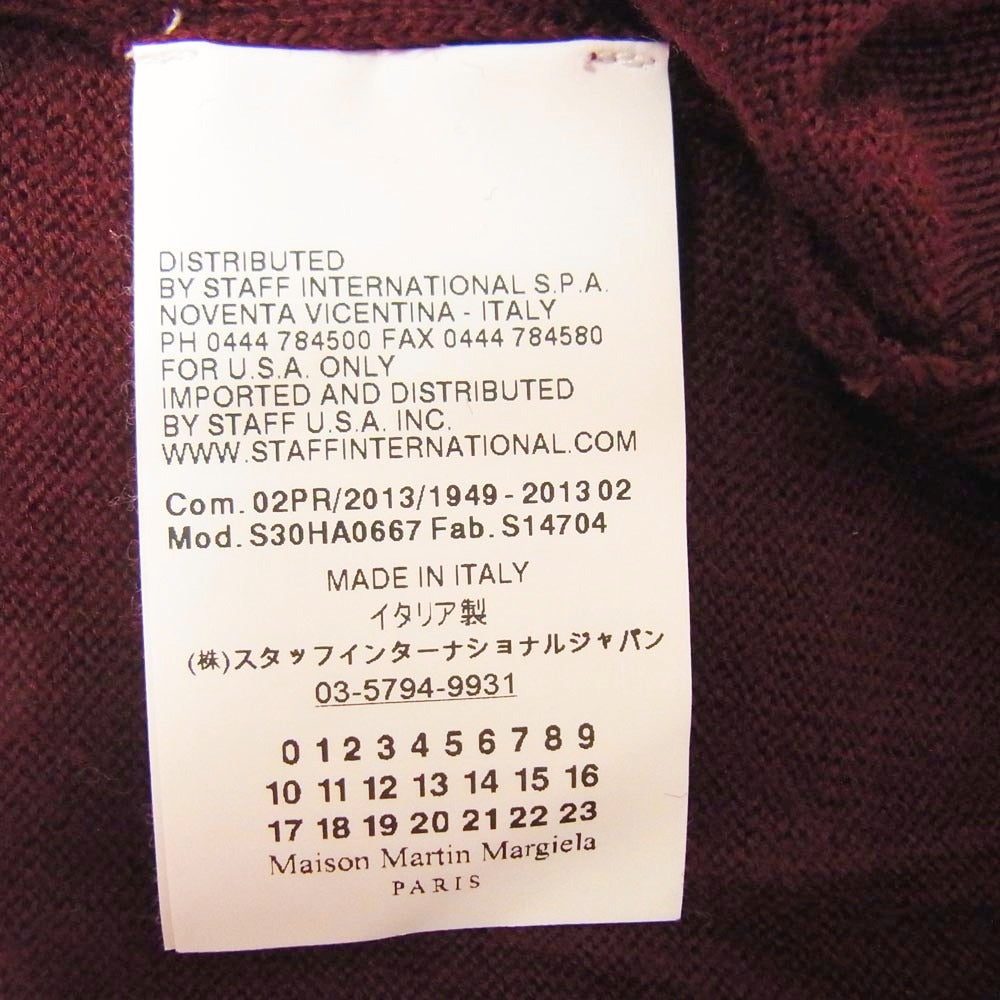 DISTRIBUTED
BY STAFF INTERNATIONAL S.P.A.
NOVENTA VICENTINA - ITALY
PH 0444 784500 FAX 0444 784580
FOR U.S.A. ONLY
IMPORTED AND DISTRIBUTED
BY STAFF U.S.A. INC.
WWW.STAFFINTERNATIONAL.COM
Com. 02PR/2013/1949 - 2013 02
Mod. S30HA0667 Fab. S14704
MADE IN ITALY
イタリア製
(株)スタッフインターナショナルジャパン
03-5794-9931
0 1 2 3 4 5 6 7 8 9
10 11 12 13 14 15 16
17 18 19 20 21 22 23
Maison Martin Margiela
PARIS